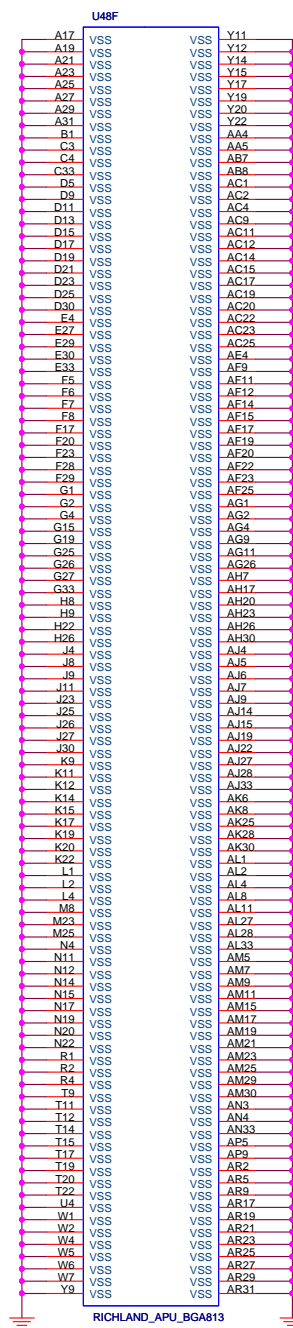 U48F
A17 VSS VSS Y11
A19 VSS VSS Y12
A21 VSS VSS Y14
A23 VSS VSS Y15
A25 VSS VSS Y17
A27 VSS VSS Y19
A29 VSS VSS Y20
A31 VSS VSS Y22
B1 VSS VSS AA4
C3 VSS VSS AA5
C4 VSS VSS AB7
C33 VSS VSS AB8
D5 VSS VSS AC1
D9 VSS VSS AC2
D11 VSS VSS AC4
D13 VSS VSS AC9
D15 VSS VSS AC11
D17 VSS VSS AC12
D19 VSS VSS AC14
D21 VSS VSS AC15
D23 VSS VSS AC17
D25 VSS VSS AC19
D30 VSS VSS AC20
E4 VSS VSS AC22
E27 VSS VSS AC23
E29 VSS VSS AC25
E30 VSS VSS AE4
E33 VSS VSS AF9
F5 VSS VSS AF11
F6 VSS VSS AF12
F7 VSS VSS AF14
F8 VSS VSS AF15
F17 VSS VSS AF17
F20 VSS VSS AF19
F23 VSS VSS AF20
F28 VSS VSS AF22
F29 VSS VSS AF23
G1 VSS VSS AF25
G2 VSS VSS AG1
G4 VSS VSS AG2
G15 VSS VSS AG4
G19 VSS VSS AG9
G25 VSS VSS AG11
G26 VSS VSS AG26
G27 VSS VSS AH7
G33 VSS VSS AH17
H8 VSS VSS AH20
H9 VSS VSS AH23
H22 VSS VSS AH26
H26 VSS VSS AH30
J4 VSS VSS AJ4
J8 VSS VSS AJ5
J9 VSS VSS AJ6
J11 VSS VSS AJ7
J23 VSS VSS AJ9
J25 VSS VSS AJ14
J26 VSS VSS AJ15
J27 VSS VSS AJ19
J30 VSS VSS AJ22
K9 VSS VSS AJ27
K11 VSS VSS AJ28
K12 VSS VSS AJ33
K14 VSS VSS AK6
K15 VSS VSS AK8
K17 VSS VSS AK25
K19 VSS VSS AK28
K20 VSS VSS AK30
K22 VSS VSS AL1
L1 VSS VSS AL2
L2 VSS VSS AL4
L4 VSS VSS AL8
M8 VSS VSS AL11
M23 VSS VSS AL27
M25 VSS VSS AL28
N4 VSS VSS AL33
N11 VSS VSS AM5
N12 VSS VSS AM7
N14 VSS VSS AM9
N15 VSS VSS AM11
N17 VSS VSS AM15
N19 VSS VSS AM17
N20 VSS VSS AM19
N22 VSS VSS AM21
R1 VSS VSS AM23
R2 VSS VSS AM25
R4 VSS VSS AM29
T9 VSS VSS AM30
T11 VSS VSS AN3
T12 VSS VSS AN4
T14 VSS VSS AN33
T15 VSS VSS AP5
T17 VSS VSS AP9
T19 VSS VSS AR2
T20 VSS VSS AR5
T22 VSS VSS AR9
U4 VSS VSS AR17
W1 VSS VSS AR19
W2 VSS VSS AR21
W4 VSS VSS AR23
W5 VSS VSS AR25
W6 VSS VSS AR27
W7 VSS VSS AR29
Y9 VSS VSS AR31
RICHLAND_APU_BGA813